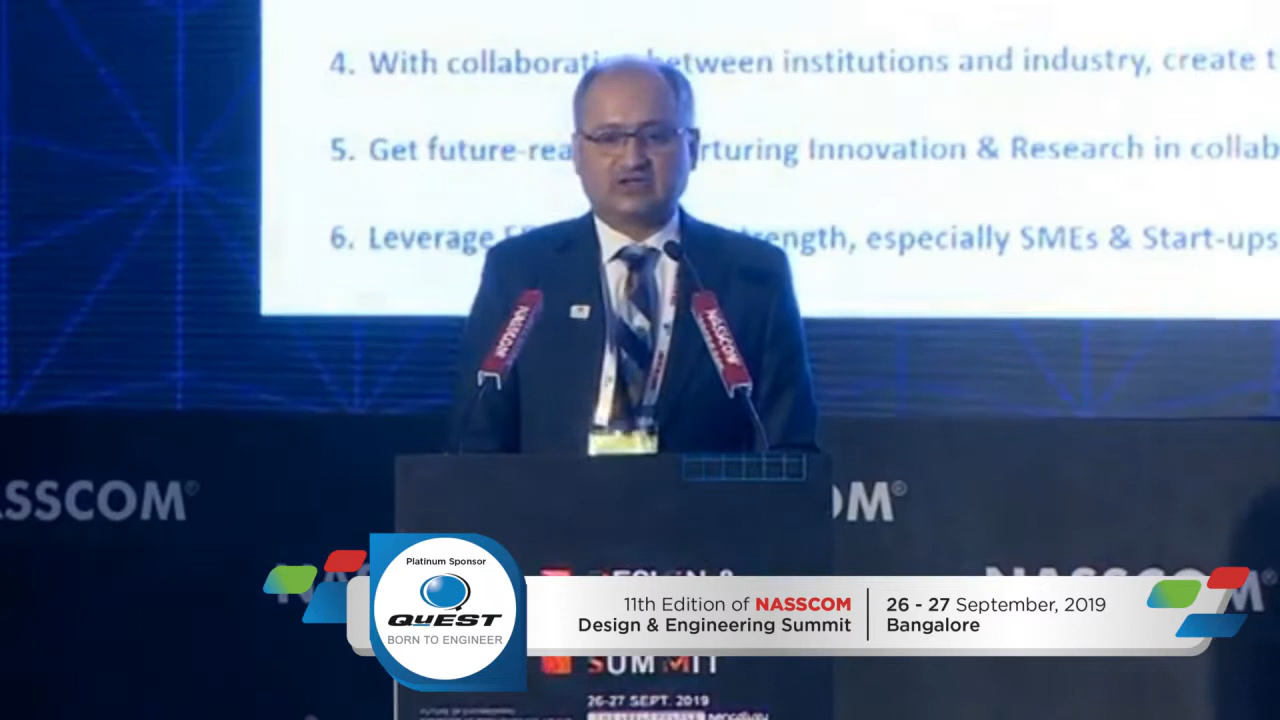 4. With collaborati between institutions and industry, create t
5. Get future-rea rturing Innovation & Research in collab
6. Leverage rength, especially SMEs & Start-ups
NASSCOM
NASSCOM
SSCOM®
OM®
Platinum Sponsor
QUEST
BORN TO ENGINEER
11th Edition of NASSCOM
Design & Engineering Summit
26 - 27 September, 2019
Bangalore
SUMMIT
26-27 SEPT. 2019